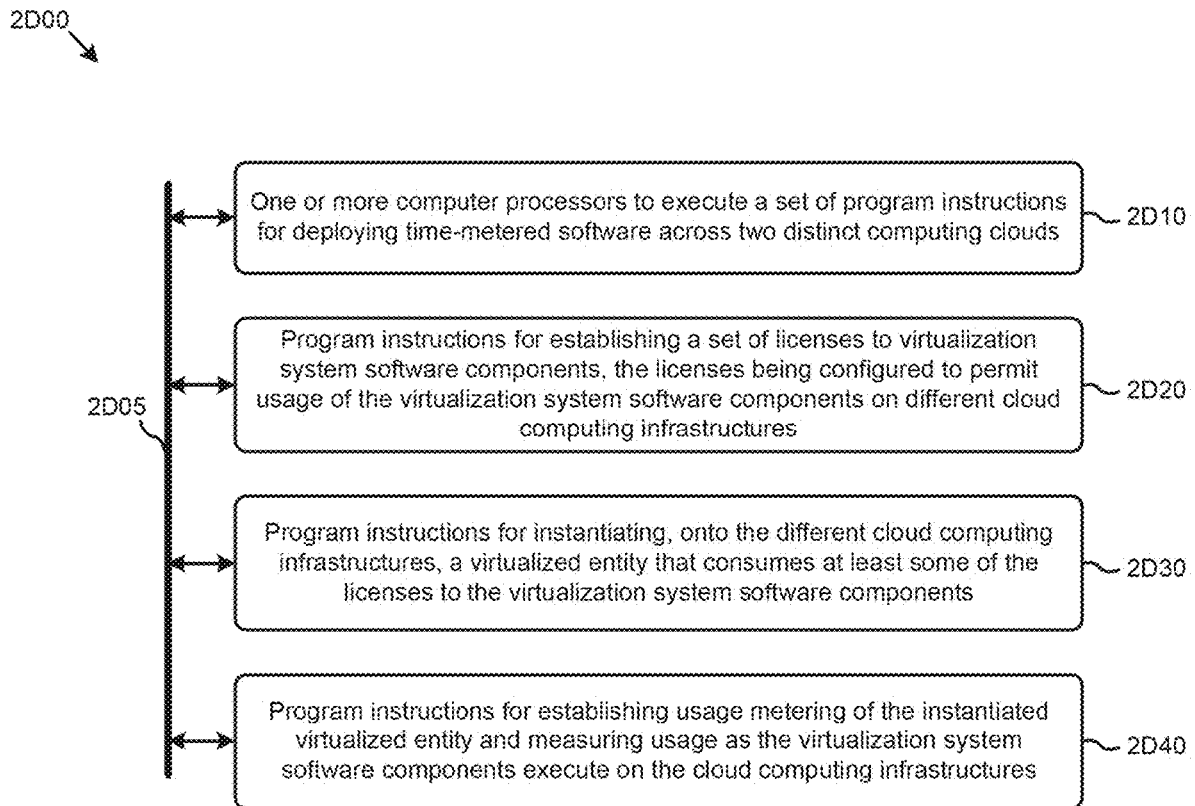 2D00
One or more computer processors to execute a set of program instructions
for deploying time-metered software across two distinct computing clouds
2D10
Program instructions for establishing a set of licenses to virtualization
system software components, the licenses being configured to permit
usage of the virtualization system software components on different cloud
computing infrastructures
2D20
2D05
Program instructions for instantiating, onto the different cloud computing
infrastructures, a virtualized entity that consumes at least some of the
licenses to the virtualization system software components
2D30
Program instructions for establishing usage metering of the instantiated
virtualized entity and measuring usage as the virtualization system
software components execute on the cloud computing infrastructures
2D40